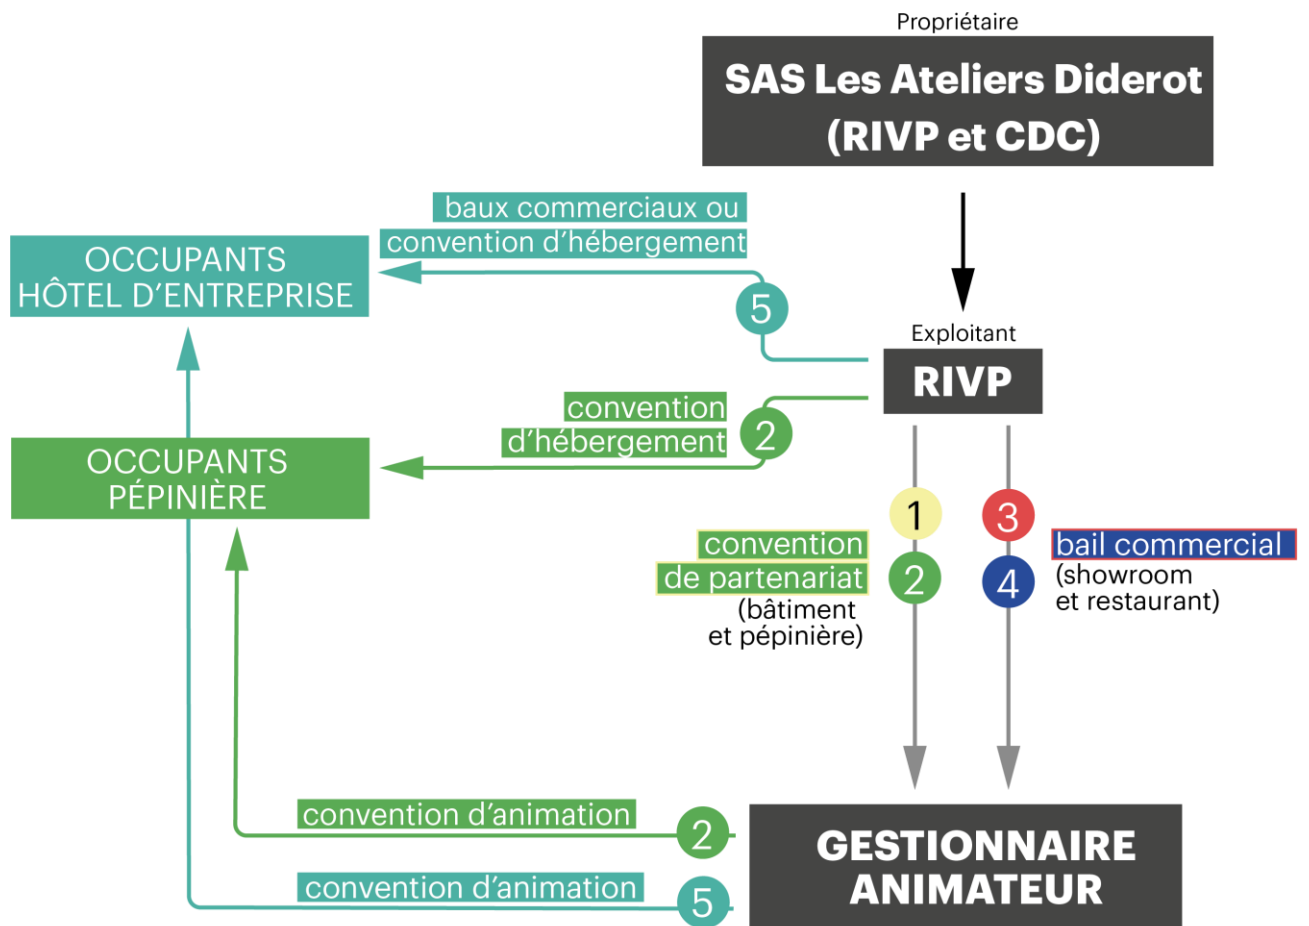 Propriétaire
SAS Les Ateliers Diderot
(RIVP et CDC)
baux commerciaux ou
convention d’hébergement
OCCUPANTS
HÔTEL D’ENTREPRISE
5
Exploitant
RIVP
convention
d’hébergement
2
OCCUPANTS
PÉPINIÈRE
1
convention
de partenariat
2
(bâtiment
et pépinière)
3
bail commercial
4
(showroom
et restaurant)
convention d’animation
2
convention d’animation
5
GESTIONNAIRE
ANIMATEUR